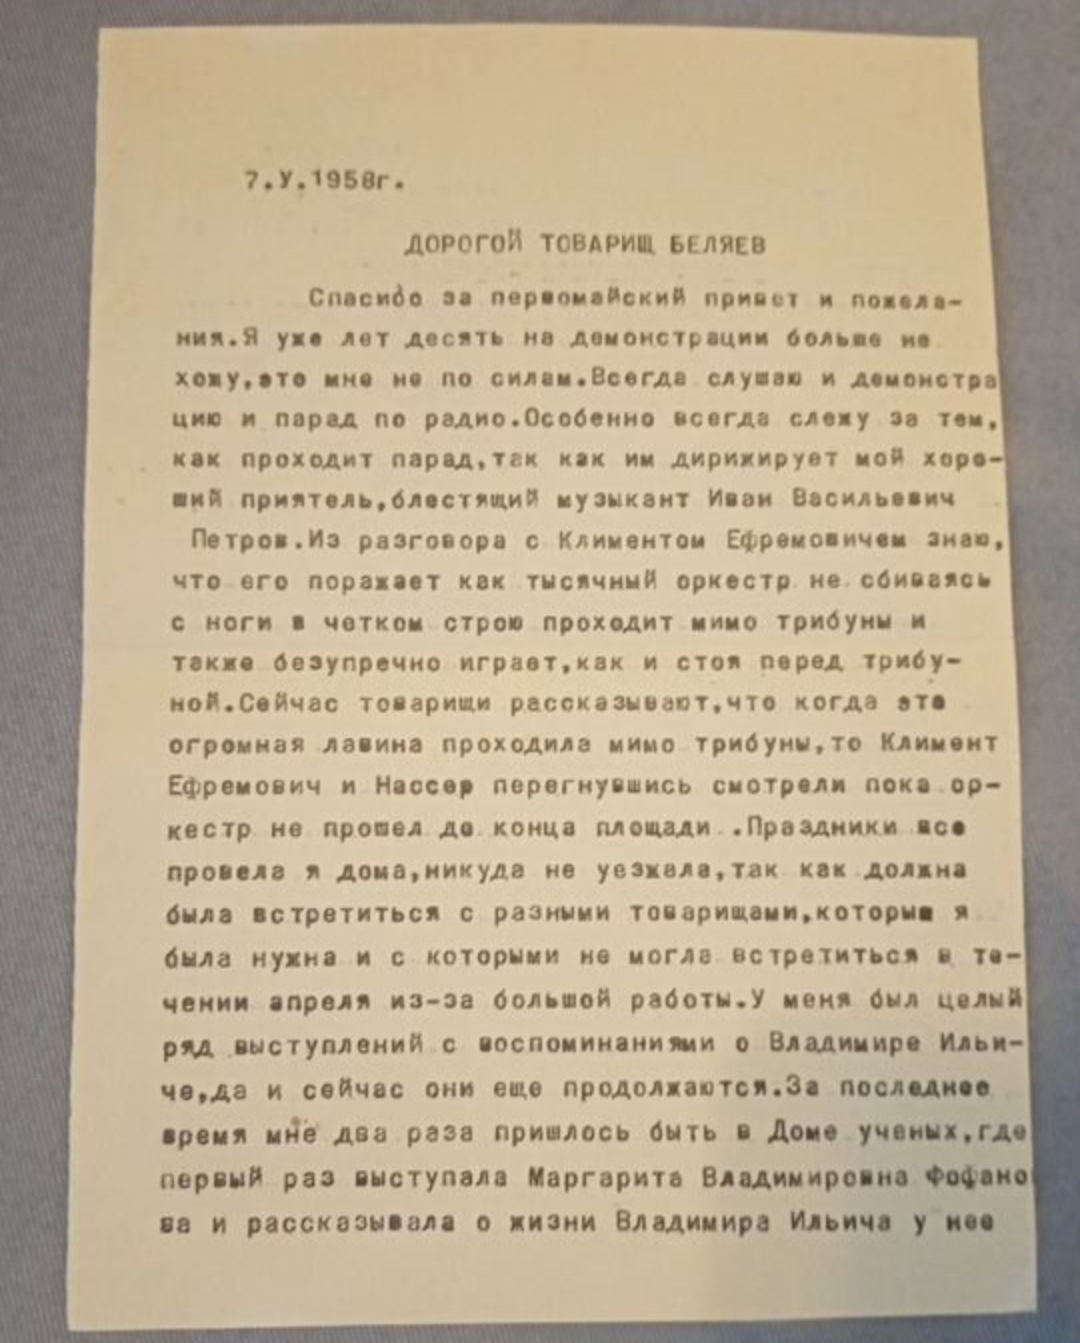 7.У.1958г.
ДОРОГОЙ ТОВАРИЩ БЕЛЯЕВ
Спасибо за первомайский привет и пожела-
ния.Я уже лет десять на демонстрации больше не
хожу,это мне не по силам.Всегда слушаю и демонстра
цию и парад по радио.Особенно всегда слежу за тем,
как проходит парад,так как им дирижирует мой хоро-
ший приятель,блестящий музыкант Иван Васильевич
Петров.Из разговора с Климентом Ефремовичем знаю,
что его поражает как тысячный оркестр не сбиваясь
с ноги в четком строю проходит мимо трибуны и
также безупречно играет,как и стоя перед трибу-
ной.Сейчас товарищи рассказывают,что когда эта
огромная лавина проходила мимо трибуны,то Климент
Ефремович и Нассер перегнувшись смотрели пока ор-
кестр не прошел до конца площади .Праздники все
провела я дома,никуда не уезжала,так как должна
была встретиться с разными товарищами,которым я
была нужна и с которыми не могла встретиться в те-
чении апреля из-за большой работы.У меня был целый
ряд выступлений с воспоминаниями о Владимире Ильи-
че,да и сейчас они еще продолжаются.За последнее
время мне два раза пришлось быть в Доме ученых,где
первый раз выступала Маргарита Владимировна Фофано
ва и рассказывала о жизни Владимира Ильича у нее